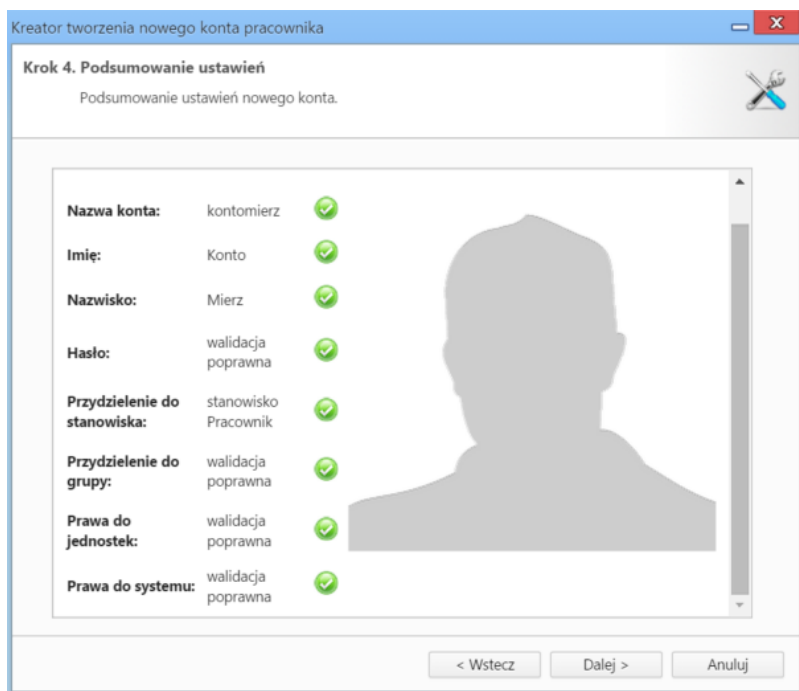 Kreator tworzenia nowego konta pracownika
Krok 4. Podsumowanie ustawień
Podsumowanie ustawień nowego konta.
Nazwa konta: kontomierz
Imię: Konto
Nazwisko: Mierz
Hasło: walidacja
poprawna
Przydzielenie do stanowisko
stanowiska: Pracownik
Przydzielenie do walidacja
grupy: poprawna
Prawa do walidacja
jednostek: poprawna
Prawa do systemu: walidacja
poprawna
< Wstecz Dalej > Anuluj